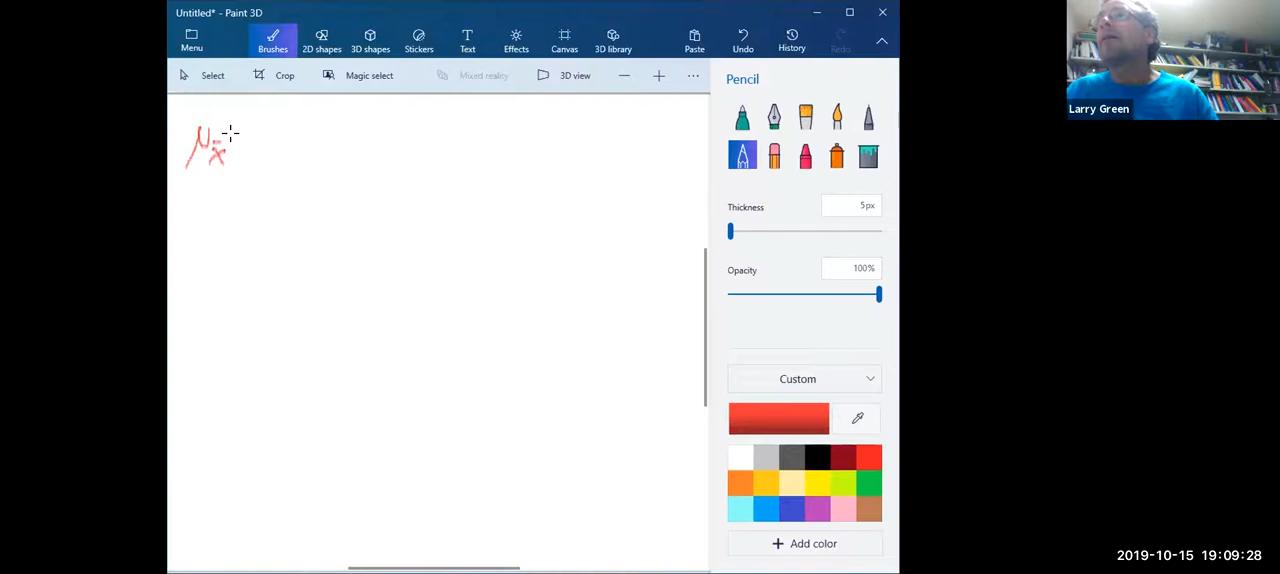 Untitled* - Paint 3D
Menu
Brushes
2D shapes
3D shapes
Stickers
Text
Effects
Canvas
3D library
Paste
Undo
History
Redo
Select
Crop
Magic select
Mixed reality
3D view
Pencil
Larry Green
μx̄
Thickness
5px
Opacity
100%
Custom
Add color
2019-10-15 19:09:28